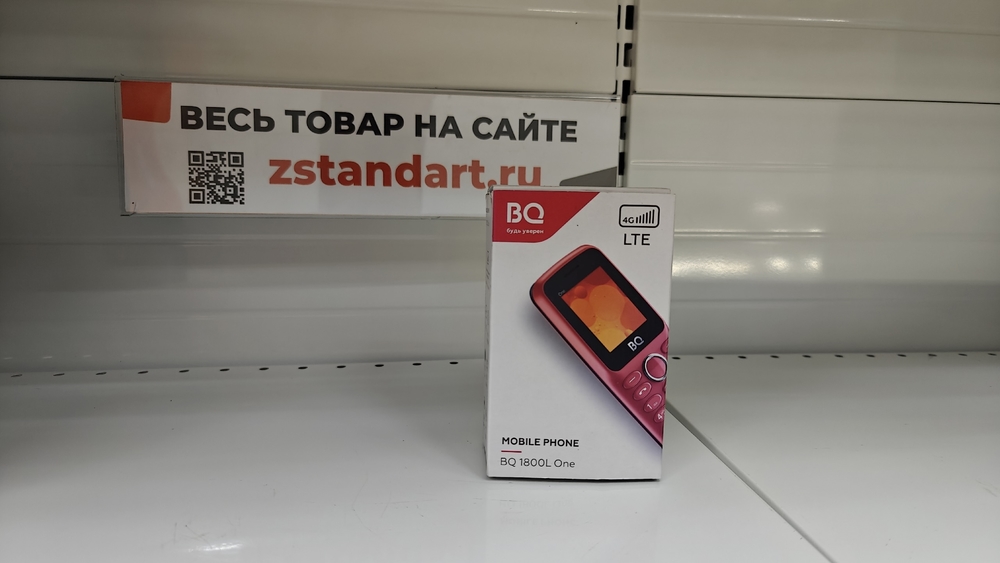 ВЕСЬ ТОВАР НА САЙТЕ
zstandart.ru
BQ
будь уверен
4G
LTE
BQ
MOBILE PHONE
BQ 1800L One